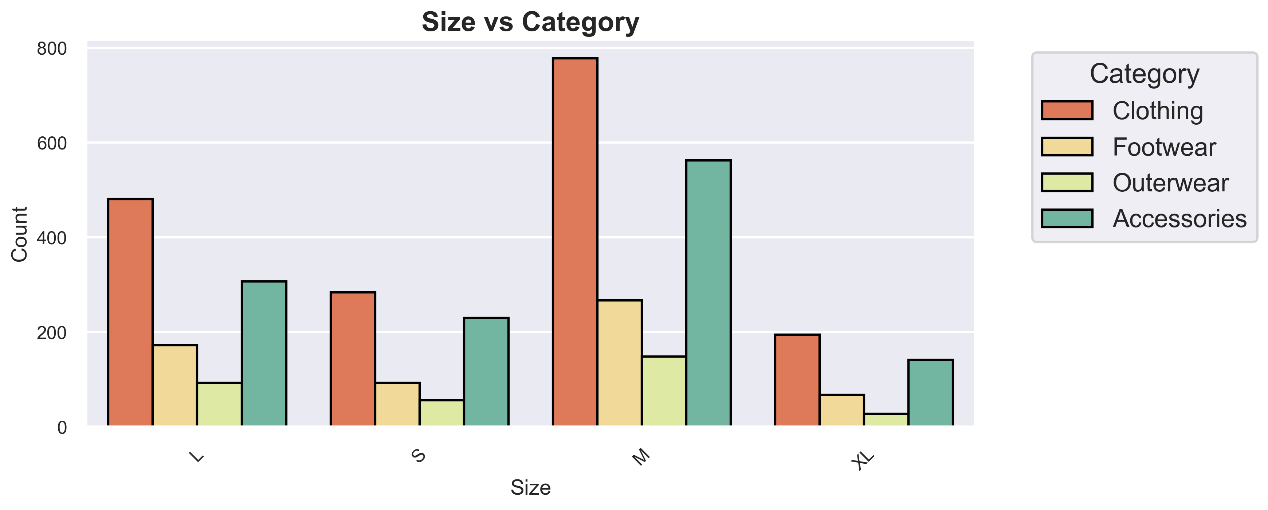 Size vs Category
800
600
400
200
0
Count
L
S
M
XL
Size
Category
Clothing
Footwear
Outerwear
Accessories